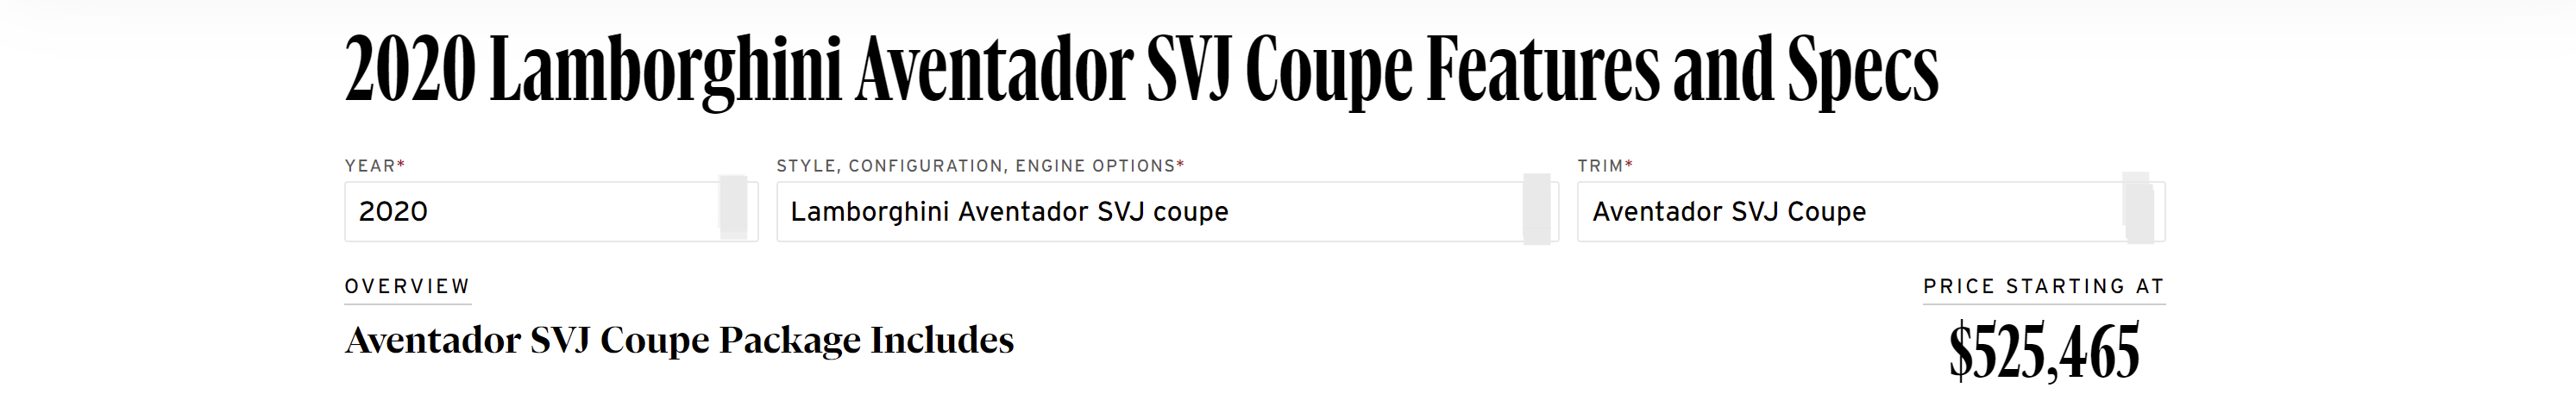 2020 Lamborghini Aventador SVJ Coupe Features and Specs
YEAR* STYLE, CONFIGURATION, ENGINE OPTIONS* TRIM*
2020 Lamborghini Aventador SVJ coupe Aventador SVJ Coupe
OVERVIEW PRICE STARTING AT
Aventador SVJ Coupe Package Includes $525,465